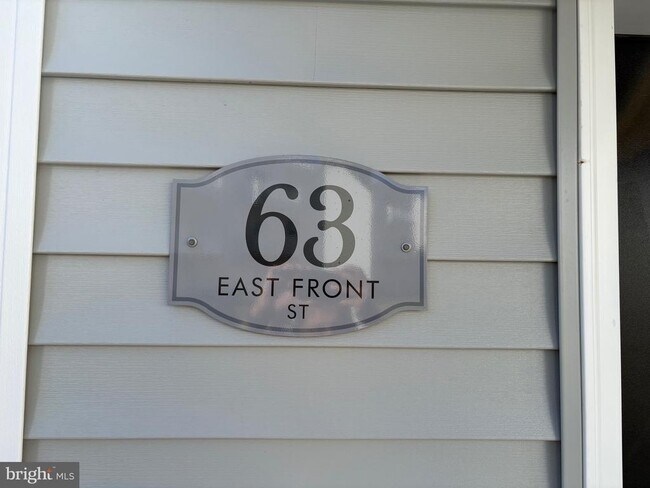 63
EAST FRONT
ST
bright MLS